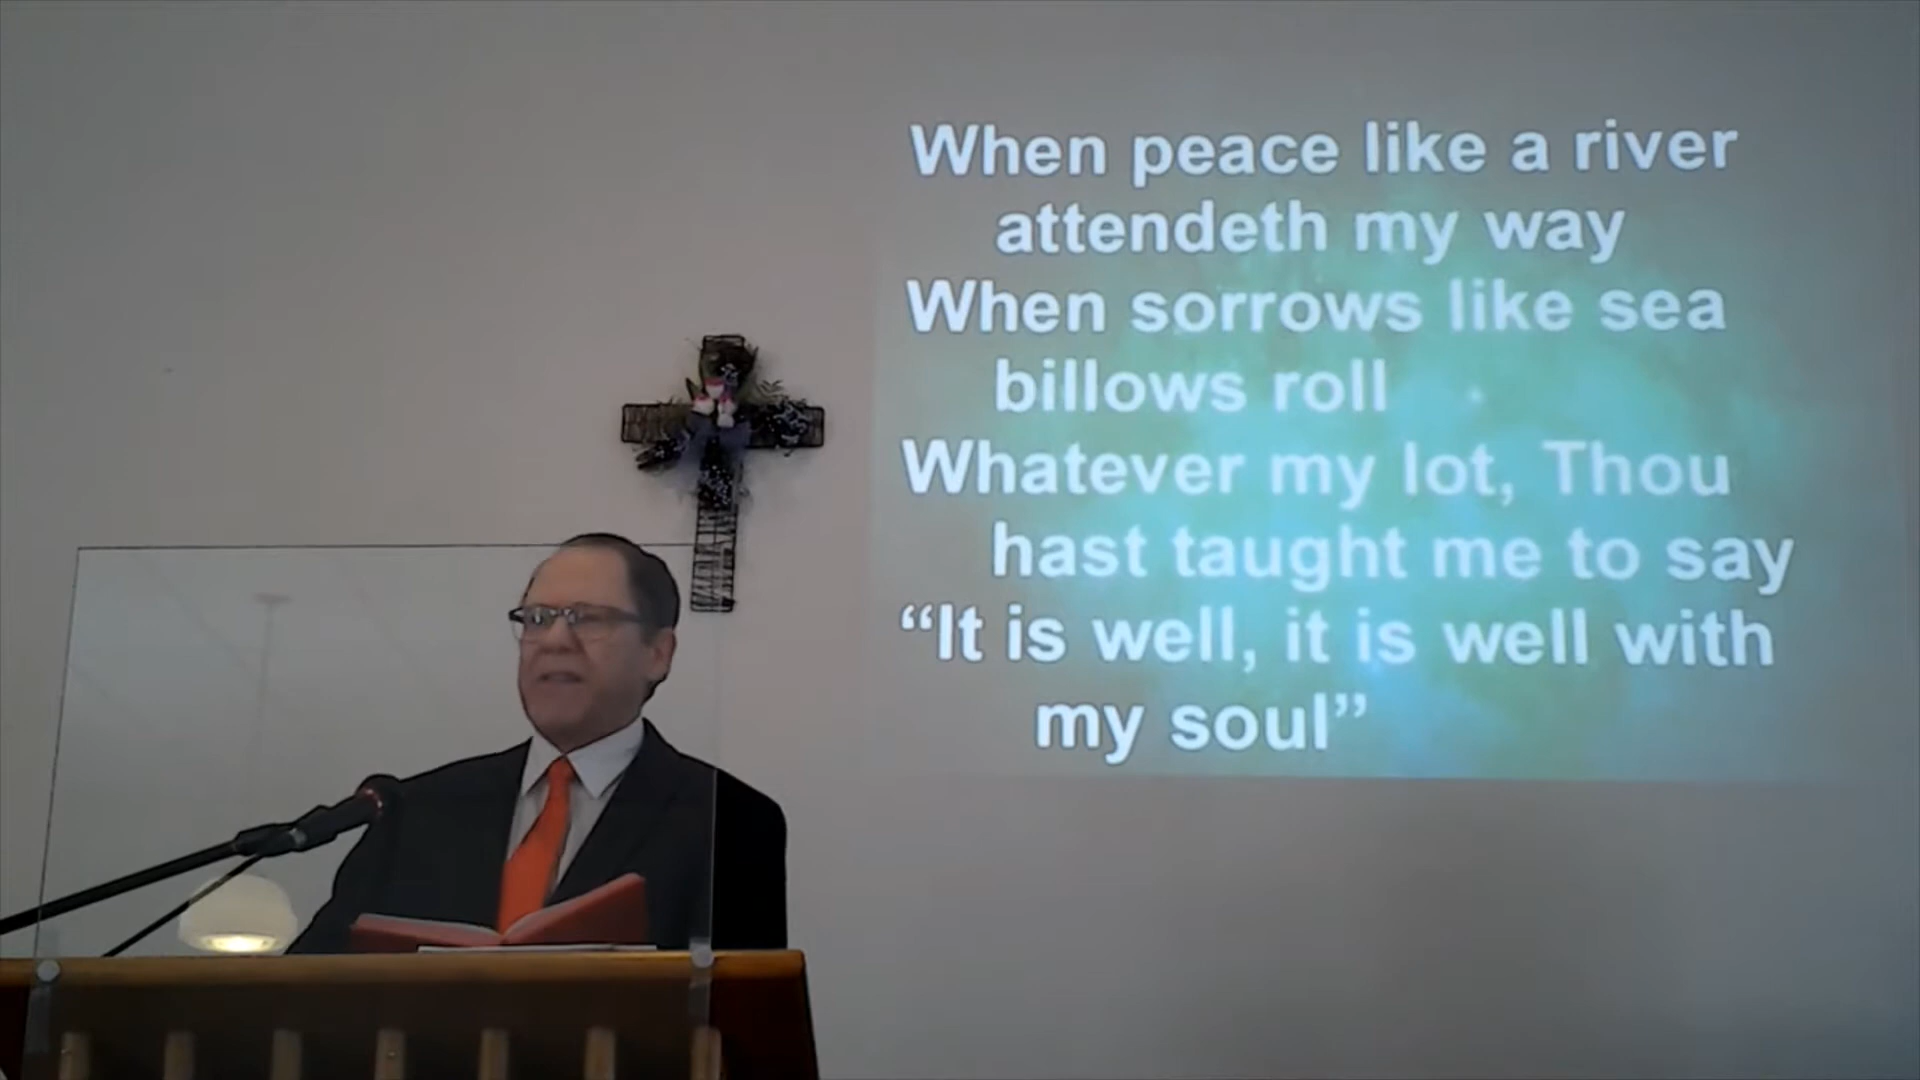 When peace like a river
attendeth my way
When sorrows like sea
billows roll
Whatever my lot, Thou
hast taught me to say
“It is well, it is well with
my soul”